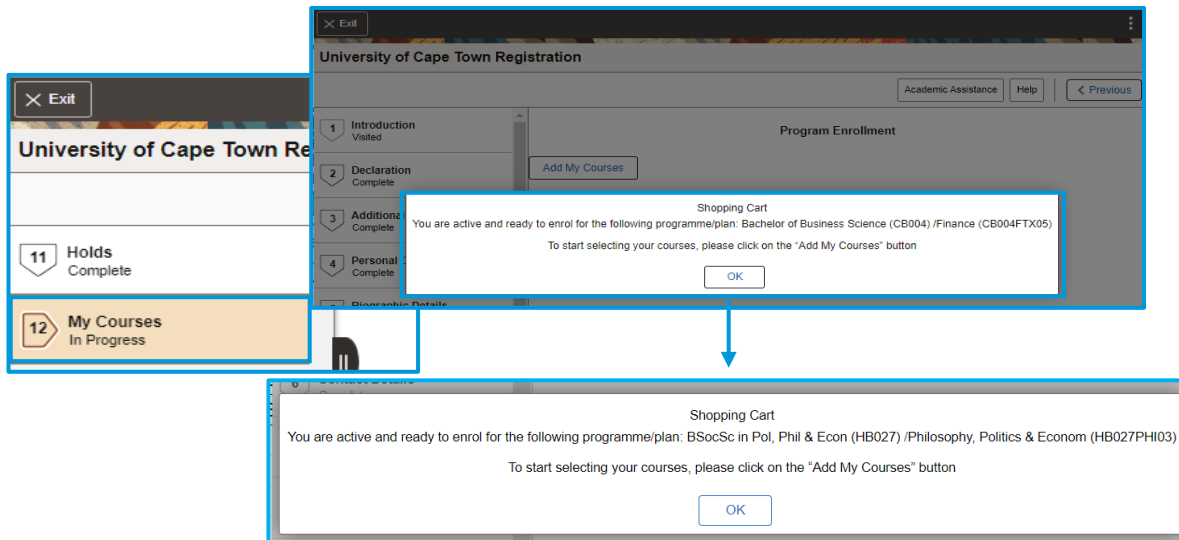 Exit
University of Cape Town Re
11 Holds
Complete
12 My Courses
In Progress
Exit
University of Cape Town Registration
Academic Assistance Help Previous
1 Introduction
Visited
2 Declaration
Complete
3 Additiona
Complete
4 Personal
Complete
Biographic Details
Program Enrollment
Add My Courses
Shopping Cart
You are active and ready to enrol for the following programme/plan: Bachelor of Business Science (CB004) /Finance (CB004FTX05)
To start selecting your courses, please click on the “Add My Courses” button
OK
Shopping Cart
You are active and ready to enrol for the following programme/plan: BSocSc in Pol, Phil & Econ (HB027) /Philosophy, Politics & Econom (HB027PHI03)
To start selecting your courses, please click on the “Add My Courses” button
OK